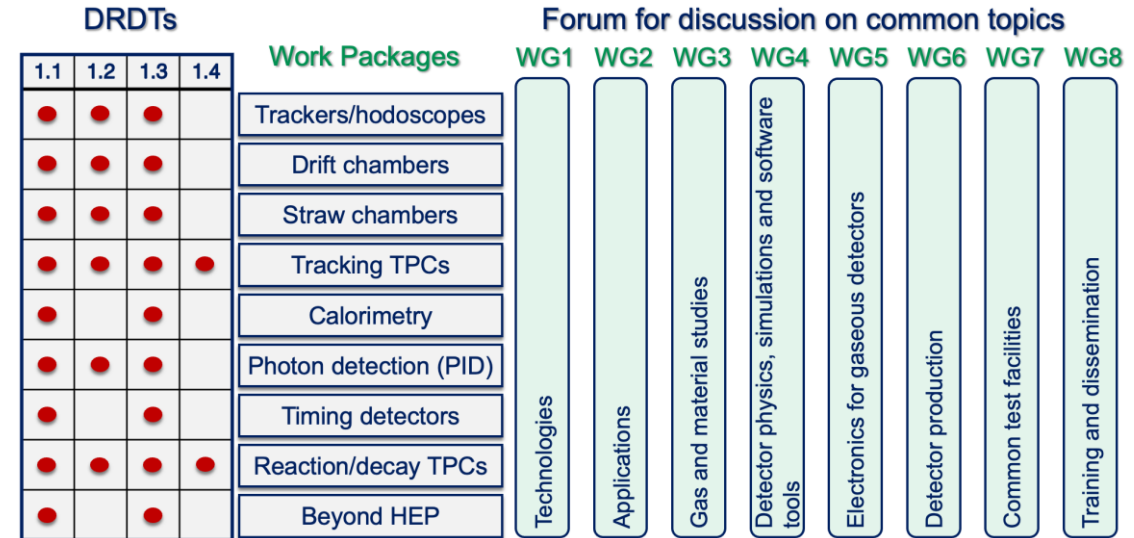 DRDTs
Forum for discussion on common topics
Work Packages
WG1 WG2 WG3 WG4 WG5 WG6 WG7 WG8
1.1 1.2 1.3 1.4
Trackers/hodoscopes
Drift chambers
Straw chambers
Tracking TPCs
Calorimetry
Photon detection (PID)
Timing detectors
Reaction/decay TPCs
Beyond HEP
Technologies
Applications
Gas and material studies
Detector physics, simulations and software
tools
Electronics for gaseous detectors
Detector production
Common test facilities
Training and dissemination